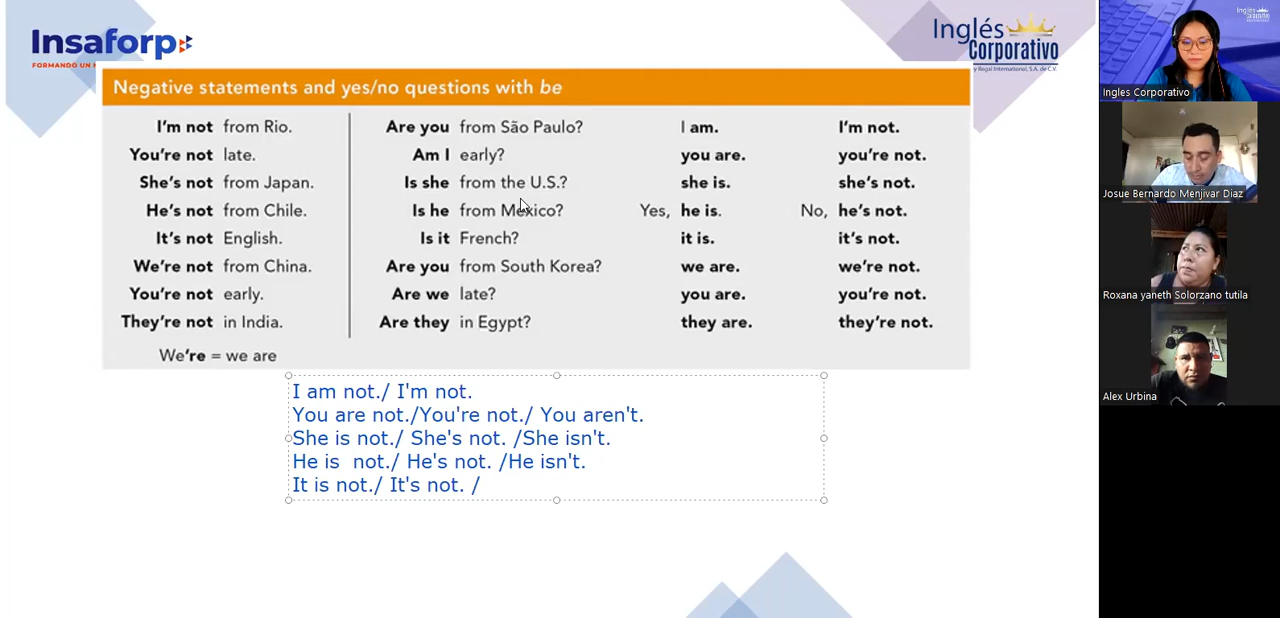 Insaforp
Inglés
Corporativo
Negative statements and yes/no questions with be
I'm not from Rio. Are you from São Paulo? I am. I'm not.
You're not late. Am I early? you are. you're not.
She's not from Japan. Is she from the U.S.? she is. she's not.
He's not from Chile. Is he from Mexico? Yes, he is. No, he's not.
It's not English. Is it French? it is. it's not.
We're not from China. Are you from South Korea? we are. we're not.
You're not early. Are we late? you are. you're not.
They're not in India. Are they in Egypt? they are. they're not.
We're = we are
I am not./ I'm not.
You are not./You're not./ You aren't.
She is not./ She's not. /She isn't.
He is  not./ He's not. /He isn't.
It is not./ It's not. /
Ingles Corporativo
Josue Bernardo Menjivar Diaz
Roxana yaneth Solorzano tutila
Alex Urbina